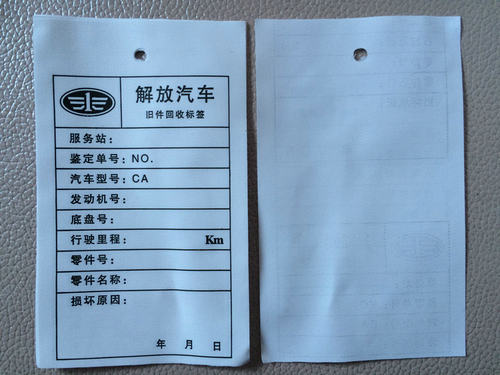 解放汽车
旧件回收标签
服务站：
鉴定单号：NO.
汽车型号：CA
发动机号：
底盘号：
行驶里程： Km
零件号：
零件名称：
损坏原因：
年 月 日